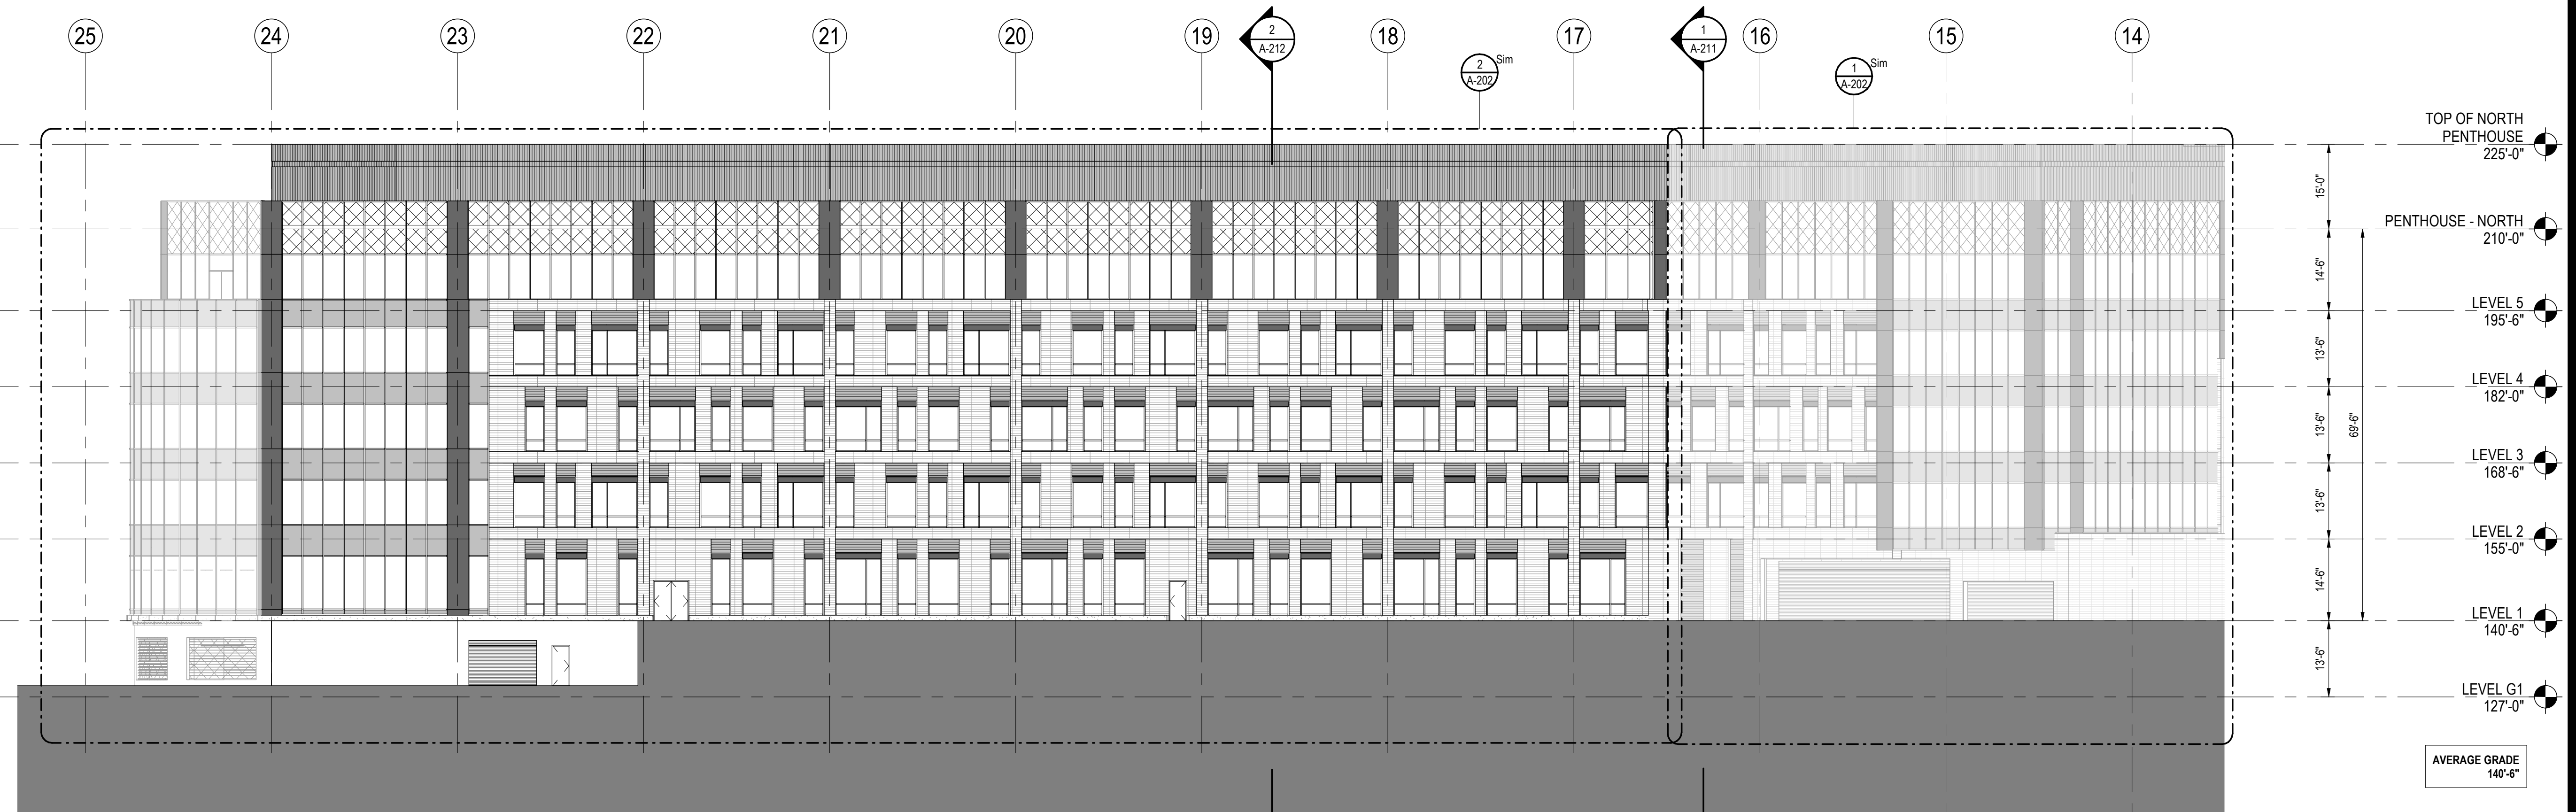 25
24
23
22
21
20
19
2
A-212
18
17
1
A-211
16
15
14
2
A-202
Sim
1
A-202
Sim
TOP OF NORTH
PENTHOUSE
225'-0"
15'-0"
PENTHOUSE - NORTH
210'-0"
14'-6"
LEVEL 5
195'-6"
13'-6"
LEVEL 4
182'-0"
13'-6"
69'-6"
LEVEL 3
168'-6"
13'-6"
LEVEL 2
155'-0"
14'-6"
LEVEL 1
140'-6"
13'-6"
LEVEL G1
127'-0"
AVERAGE GRADE
140'-6"